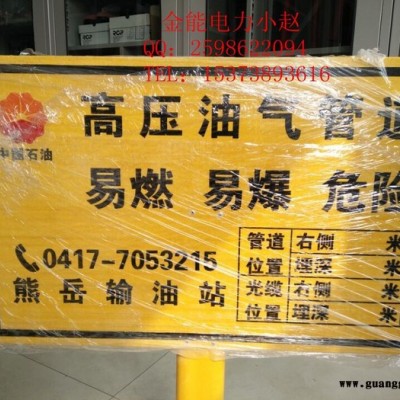 金能电力小赵
QQ：2598622094
TEL：15373893616
高压油气管道
中国石油
易燃 易爆 危险
0417-7053215
熊岳输油站
管道 右侧 米
位置 埋深 米
光缆 右侧 米
位置 埋深 米
www.guangg